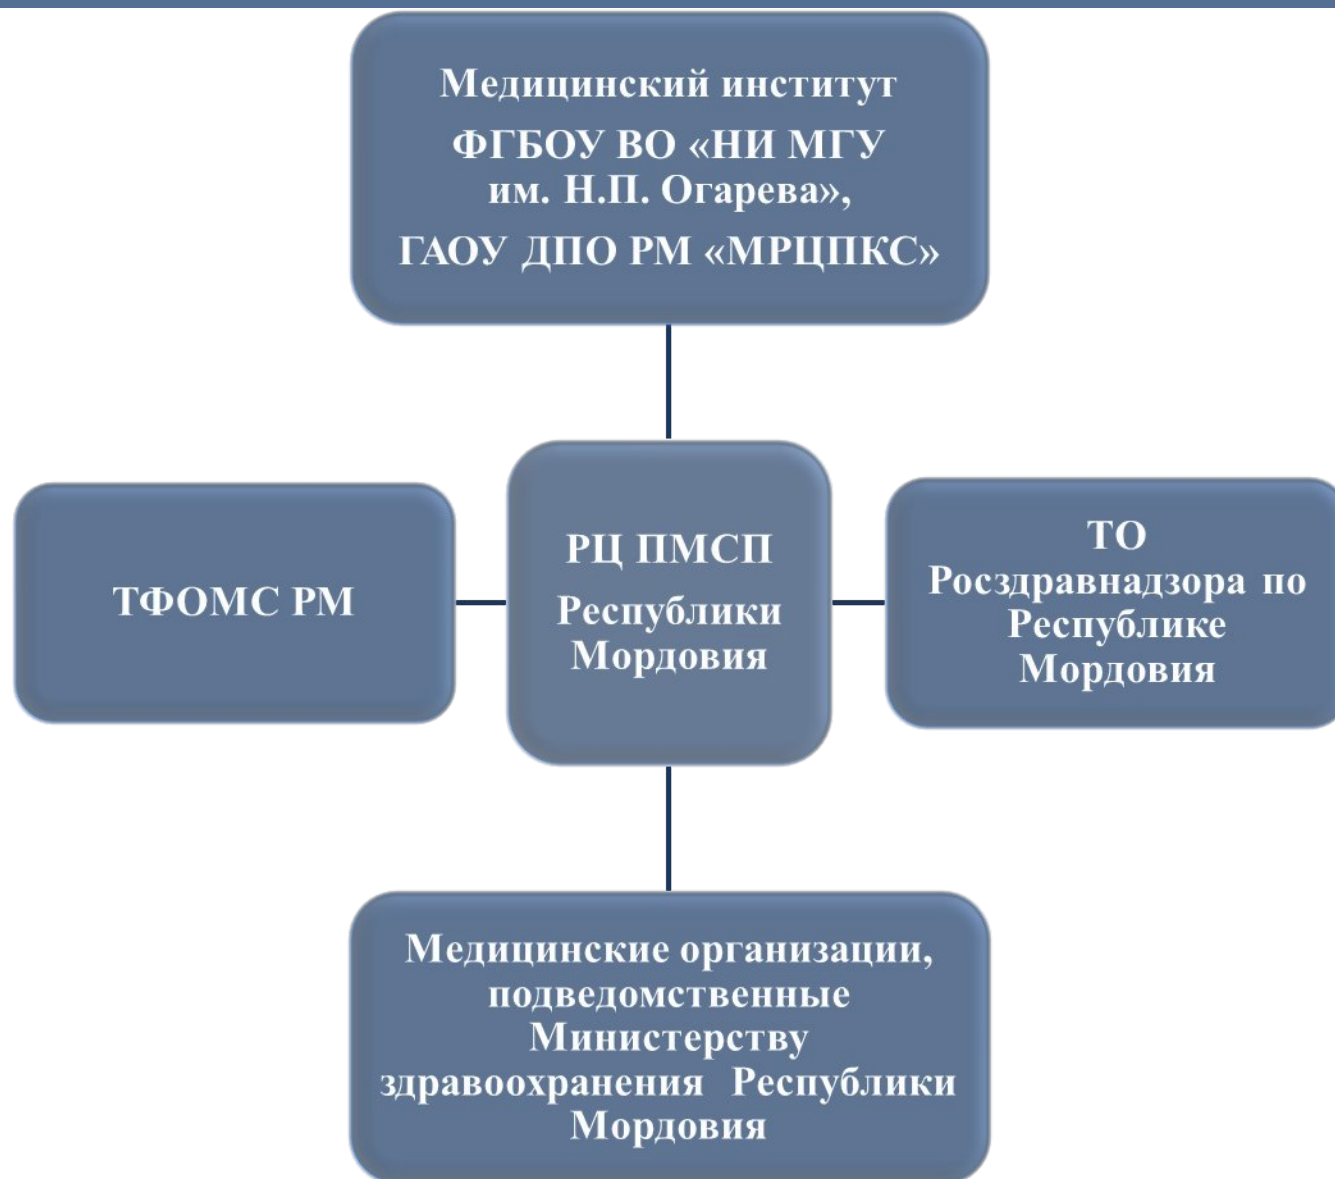 Медицинский институт
ФГБОУ ВО «НИ МГУ
им. Н.П. Огарева»,
ГАОУ ДПО РМ «МРЦПКС»
ТФОМС РМ
РЦ ПМСП
Республики
Мордовия
ТО
Росздравнадзора по
Республике
Мордовия
Медицинские организации,
подведомственные
Министерству
здравоохранения Республики
Мордовия